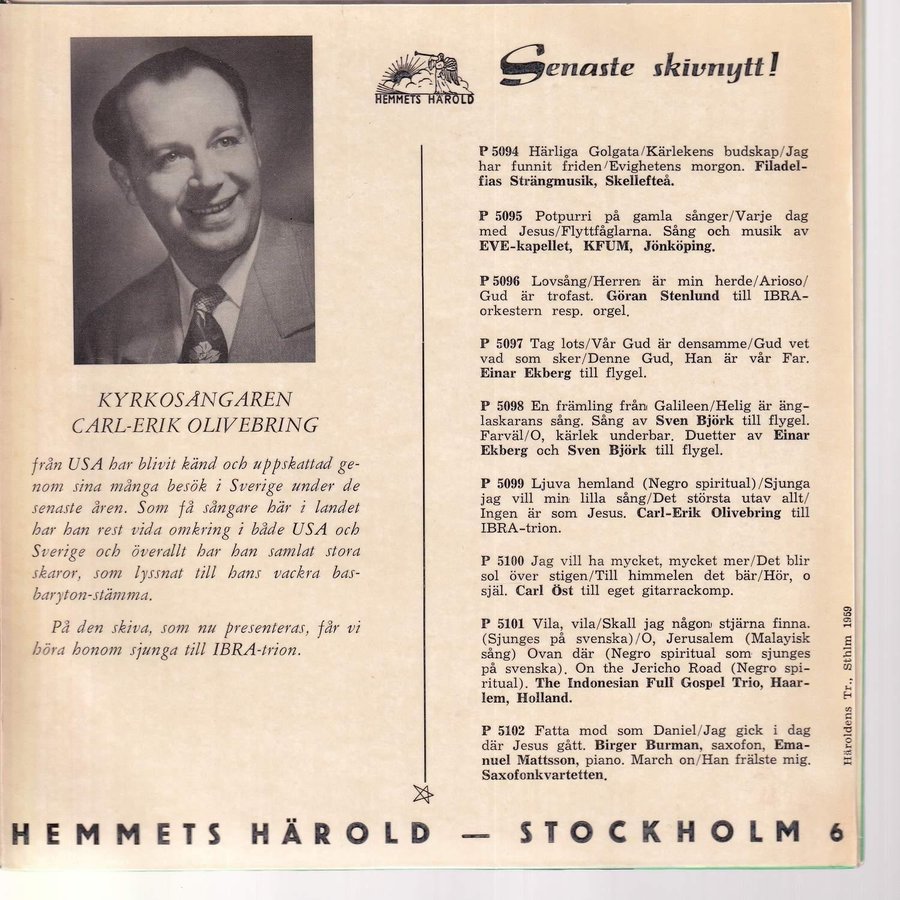 KYRKOSÅNGAREN
CARL-ERIK OLIVEBRING
från USA har blivit känd och uppskattad ge-
nom sina många besök i Sverige under de
senaste åren. Som få sångare här i landet
har han rest vida omkring i både USA och
Sverige och överallt har han samlat stora
skaror, som lyssnat till hans vackra bas-
baryton-stämma.
På den skiva, som nu presenteras, får vi
höra honom sjunga till IBRA-trion.
HEMMETS HÄROLD
Senaste skivnytt!
P 5094 Härliga Golgata/Kärlekens budskap/Jag
har funnit friden/Evighetens morgon. Filadel-
fias Strängmusik, Skellefteå.
P 5095 Potpurri på gamla sånger/Varje dag
med Jesus/Flyttfåglarna. Sång och musik av
EVE-kapellet, KFUM, Jönköping.
P 5096 Lovsång/Herren är min herde/Arioso/
Gud är trofast. Göran Stenlund till IBRA-
orkestern resp. orgel.
P 5097 Tag lots/Vår Gud är densamme/Gud vet
vad som sker/Denne Gud, Han är vår Far.
Einar Ekberg till flygel.
P 5098 En främling från Galileen/Helig är äng-
laskarans sång. Sång av Sven Björk till flygel.
Farväl/O, kärlek underbar. Duetter av Einar
Ekberg och Sven Björk till flygel.
P 5099 Ljuva hemland (Negro spiritual)/Sjunga
jag vill min lilla sång/Det största utav allt/
Ingen är som Jesus. Carl-Erik Olivebring till
IBRA-trion.
P 5100 Jag vill ha mycket, mycket mer/Det blir
sol över stigen/Till himmelen det bär/Hör, o
själ. Carl Öst till eget gitarrackomp.
P 5101 Vila, vila/Skall jag någon stjärna finna.
(Sjunges på svenska)/O, Jerusalem (Malayisk
sång) Ovan där (Negro spiritual som sjunges
på svenska). On the Jericho Road (Negro spi-
ritual). The Indonesian Full Gospel Trio, Haar-
lem, Holland.
P 5102 Fatta mod som Daniel/Jag gick i dag
där Jesus gått. Birger Burman, saxofon, Ema-
nuel Mattsson, piano. March on/Han frälste mig.
Saxofonkvartetten.
Häroldens Tr., Sthlm 1959
HEMMETS HÄROLD — STOCKHOLM 6